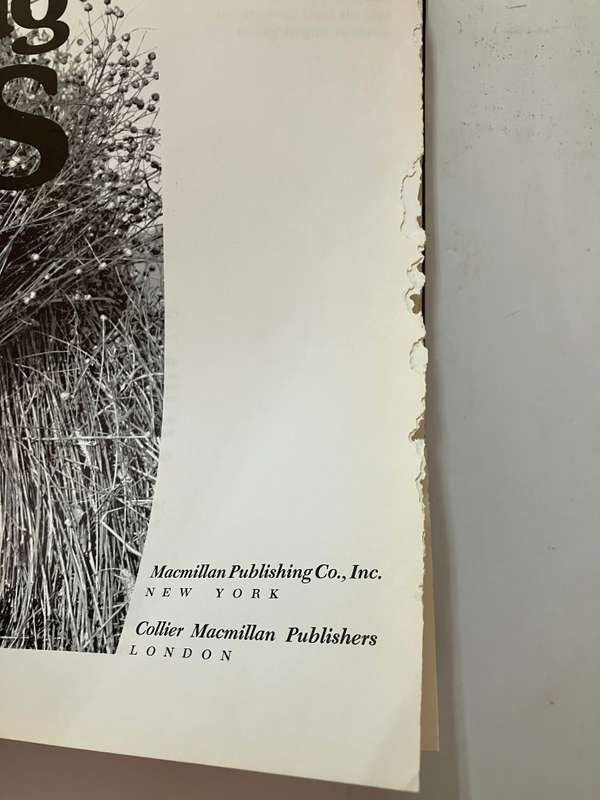 g
S
Macmillan Publishing Co., Inc.
NEW YORK
Collier Macmillan Publishers
LONDON